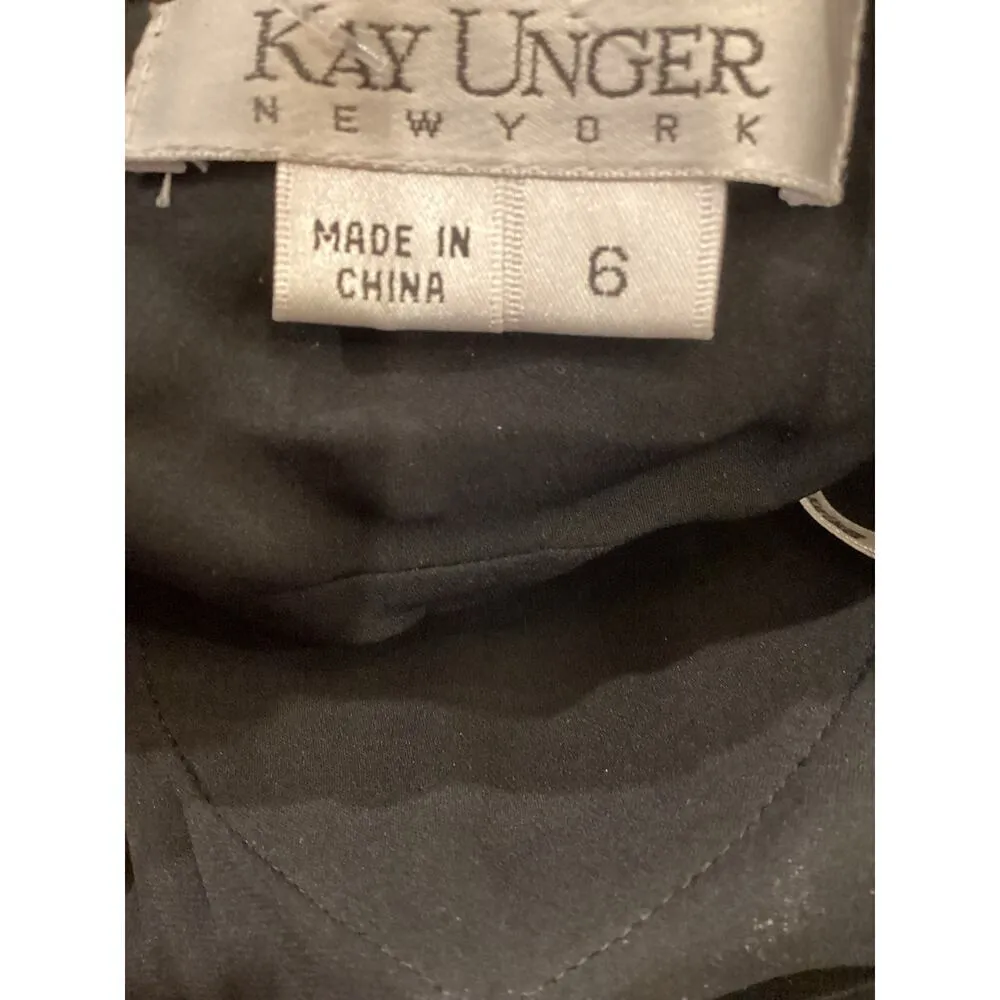 KAY UNGER
NEW YORK
MADE IN
CHINA
6